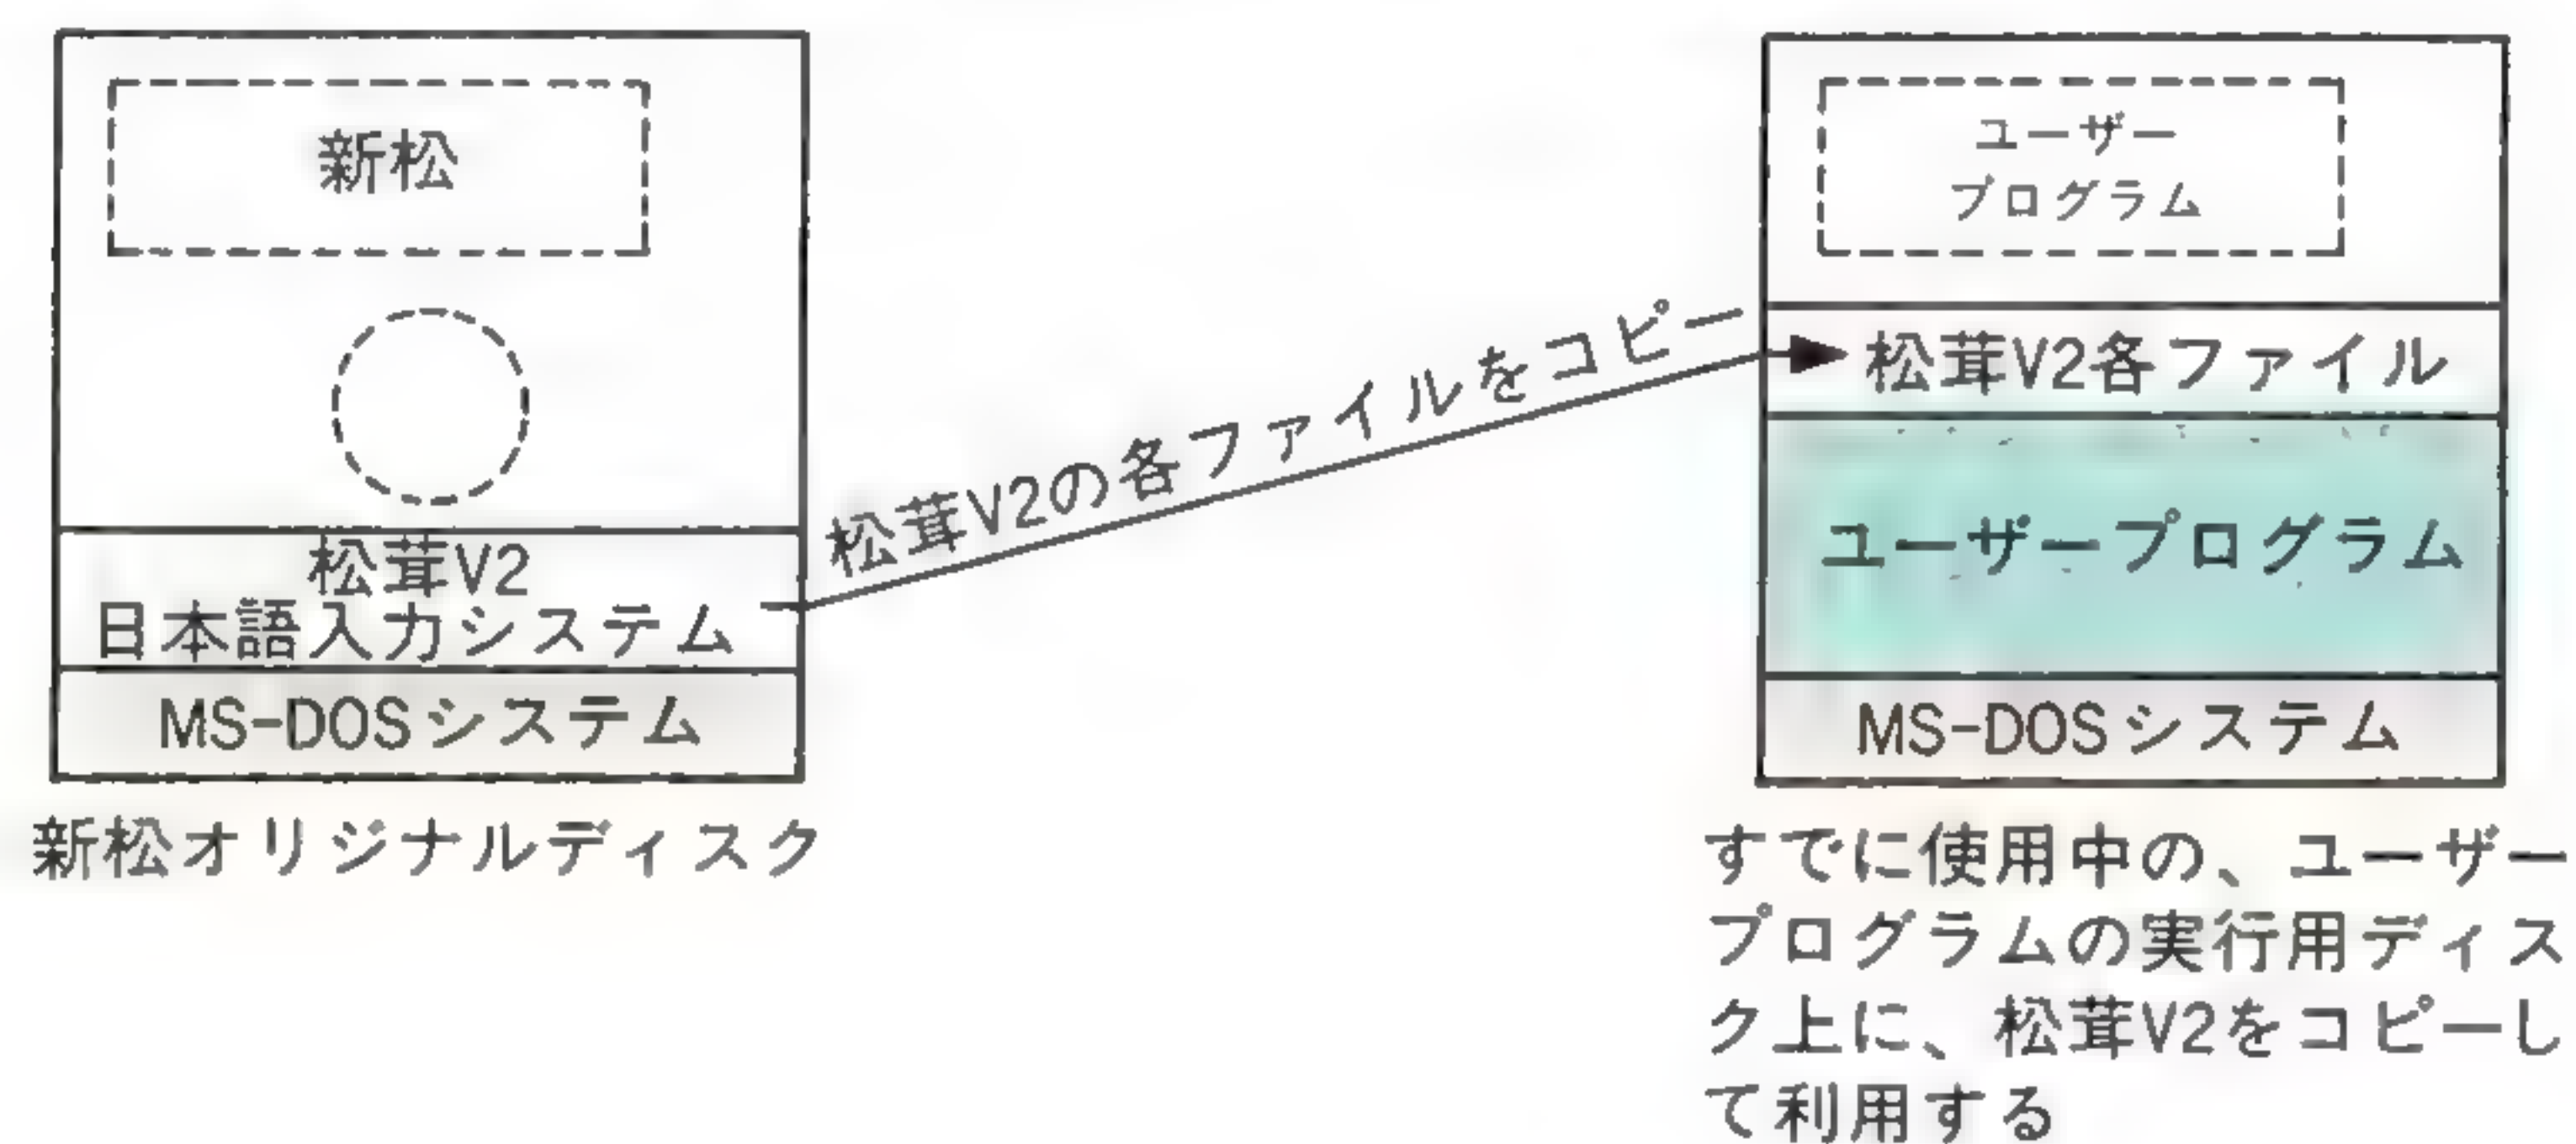 新松
松茸V2
日本語入力システム
MS-DOSシステム
新松オリジナルディスク
松茸V2の各ファイルをコピー
ユーザー
プログラム
松茸V2各ファイル
ユーザープログラム
MS-DOSシステム
すでに使用中の、ユーザー
プログラムの実行用ディス
ク上に、松茸V2をコピーし
て利用する